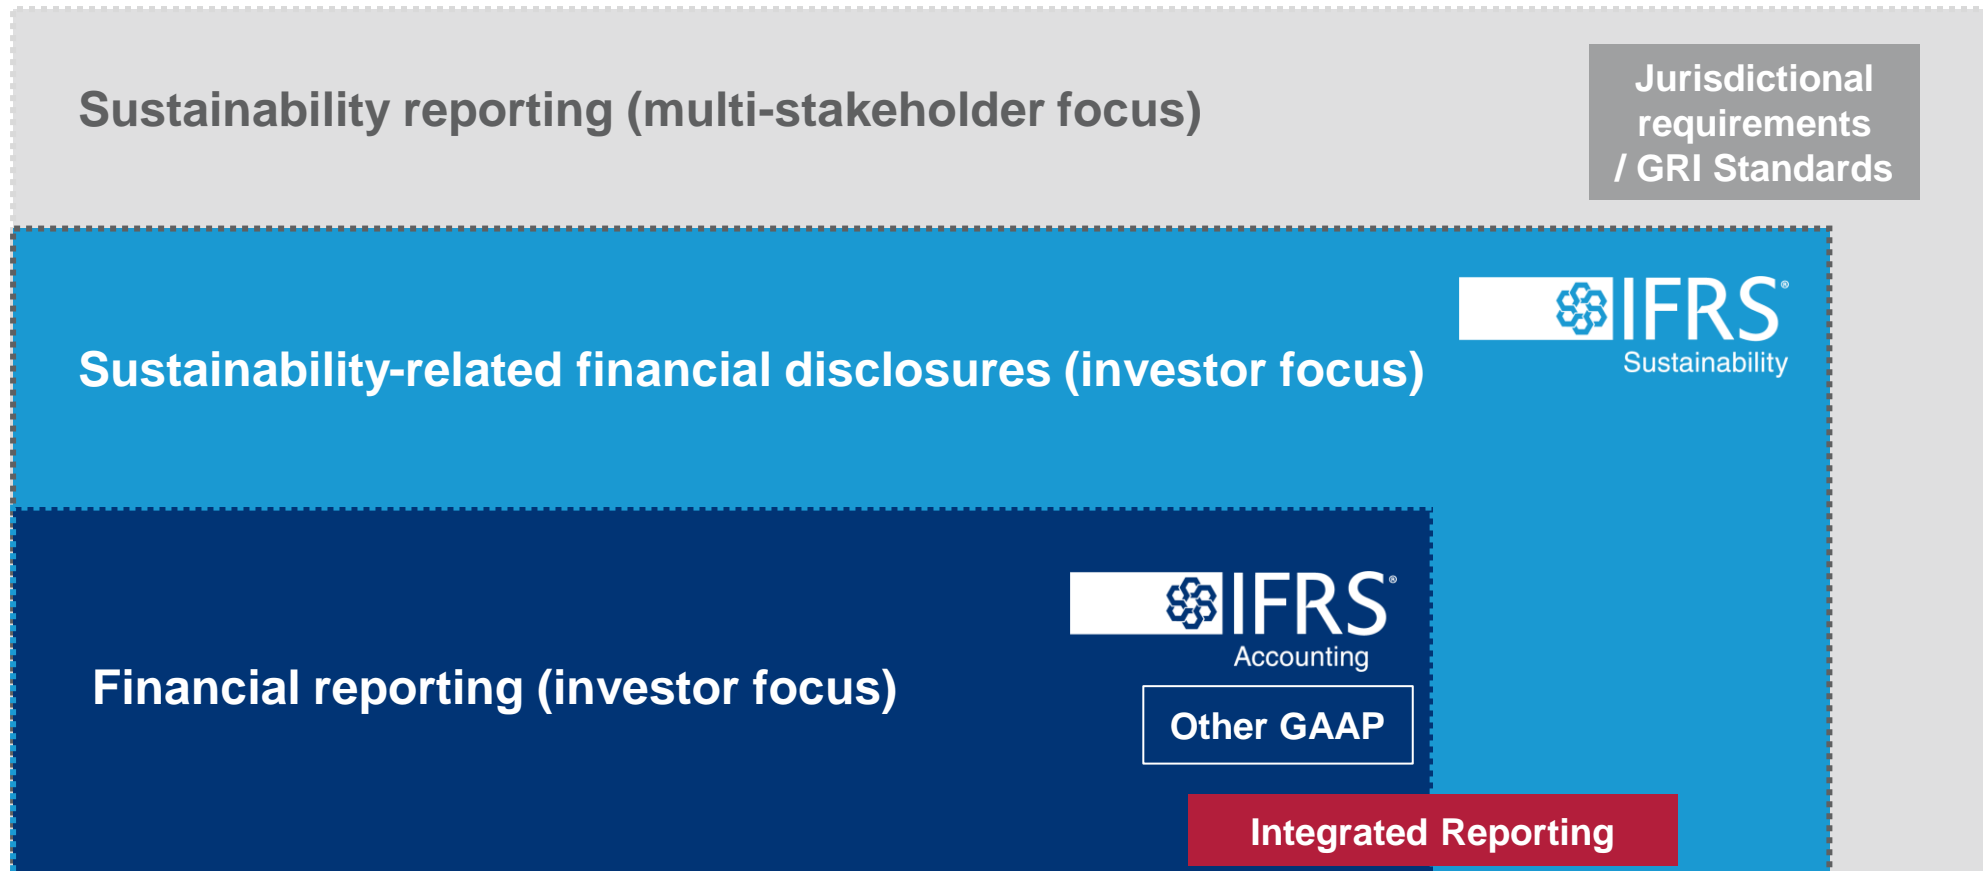 Sustainability reporting (multi-stakeholder focus)
Jurisdictional
requirements
/ GRI Standards
IFRS®
Sustainability
Sustainability-related financial disclosures (investor focus)
IFRS®
Accounting
Financial reporting (investor focus)
Other GAAP
Integrated Reporting